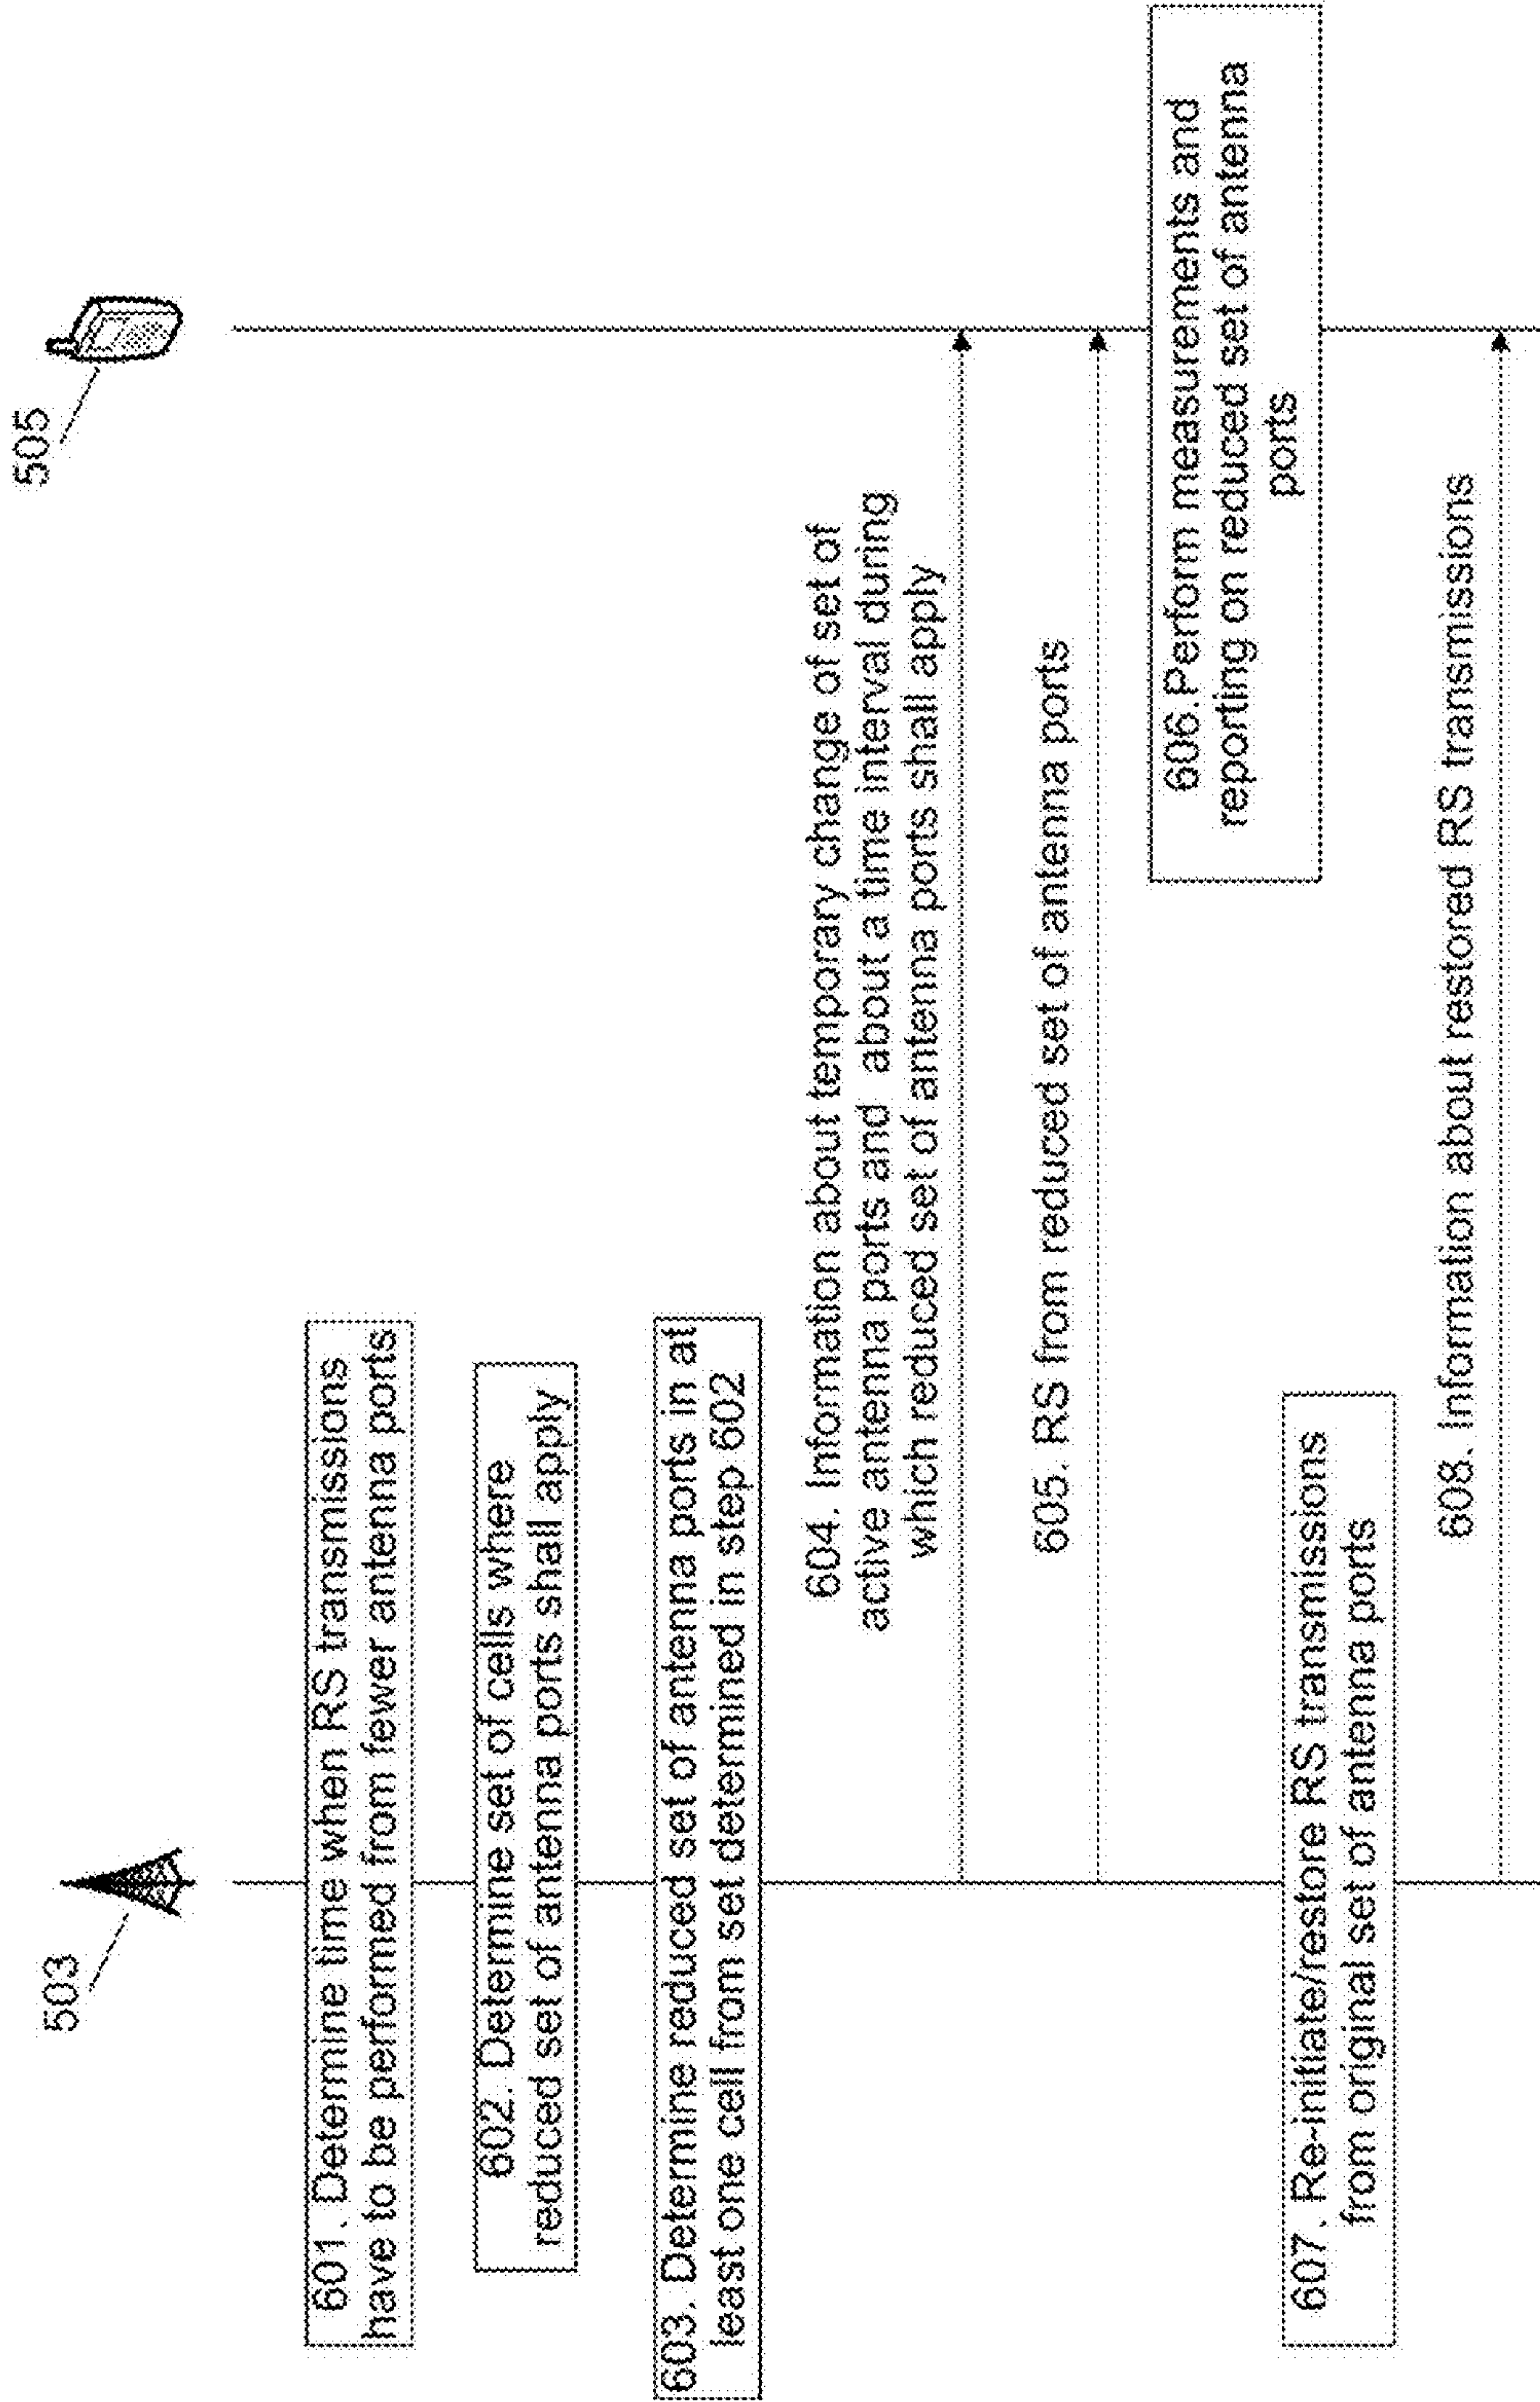 503
505
601. Determine time when RS transmissions
have to be performed from fewer antenna ports
602. Determine set of cells where
reduced set of antenna ports shall apply
603. Determine reduced set of antenna ports in at
least one cell from set determined in step 602
604. Information about temporary change of set of
active antenna ports and about a time interval during
which reduced set of antenna ports shall apply
605. RS from reduced set of antenna ports
606.Perform measurements and
reporting on reduced set of antenna
ports
607. Re-initiate/restore RS transmissions
from original set of antenna ports
608. Information about restored RS transmissions